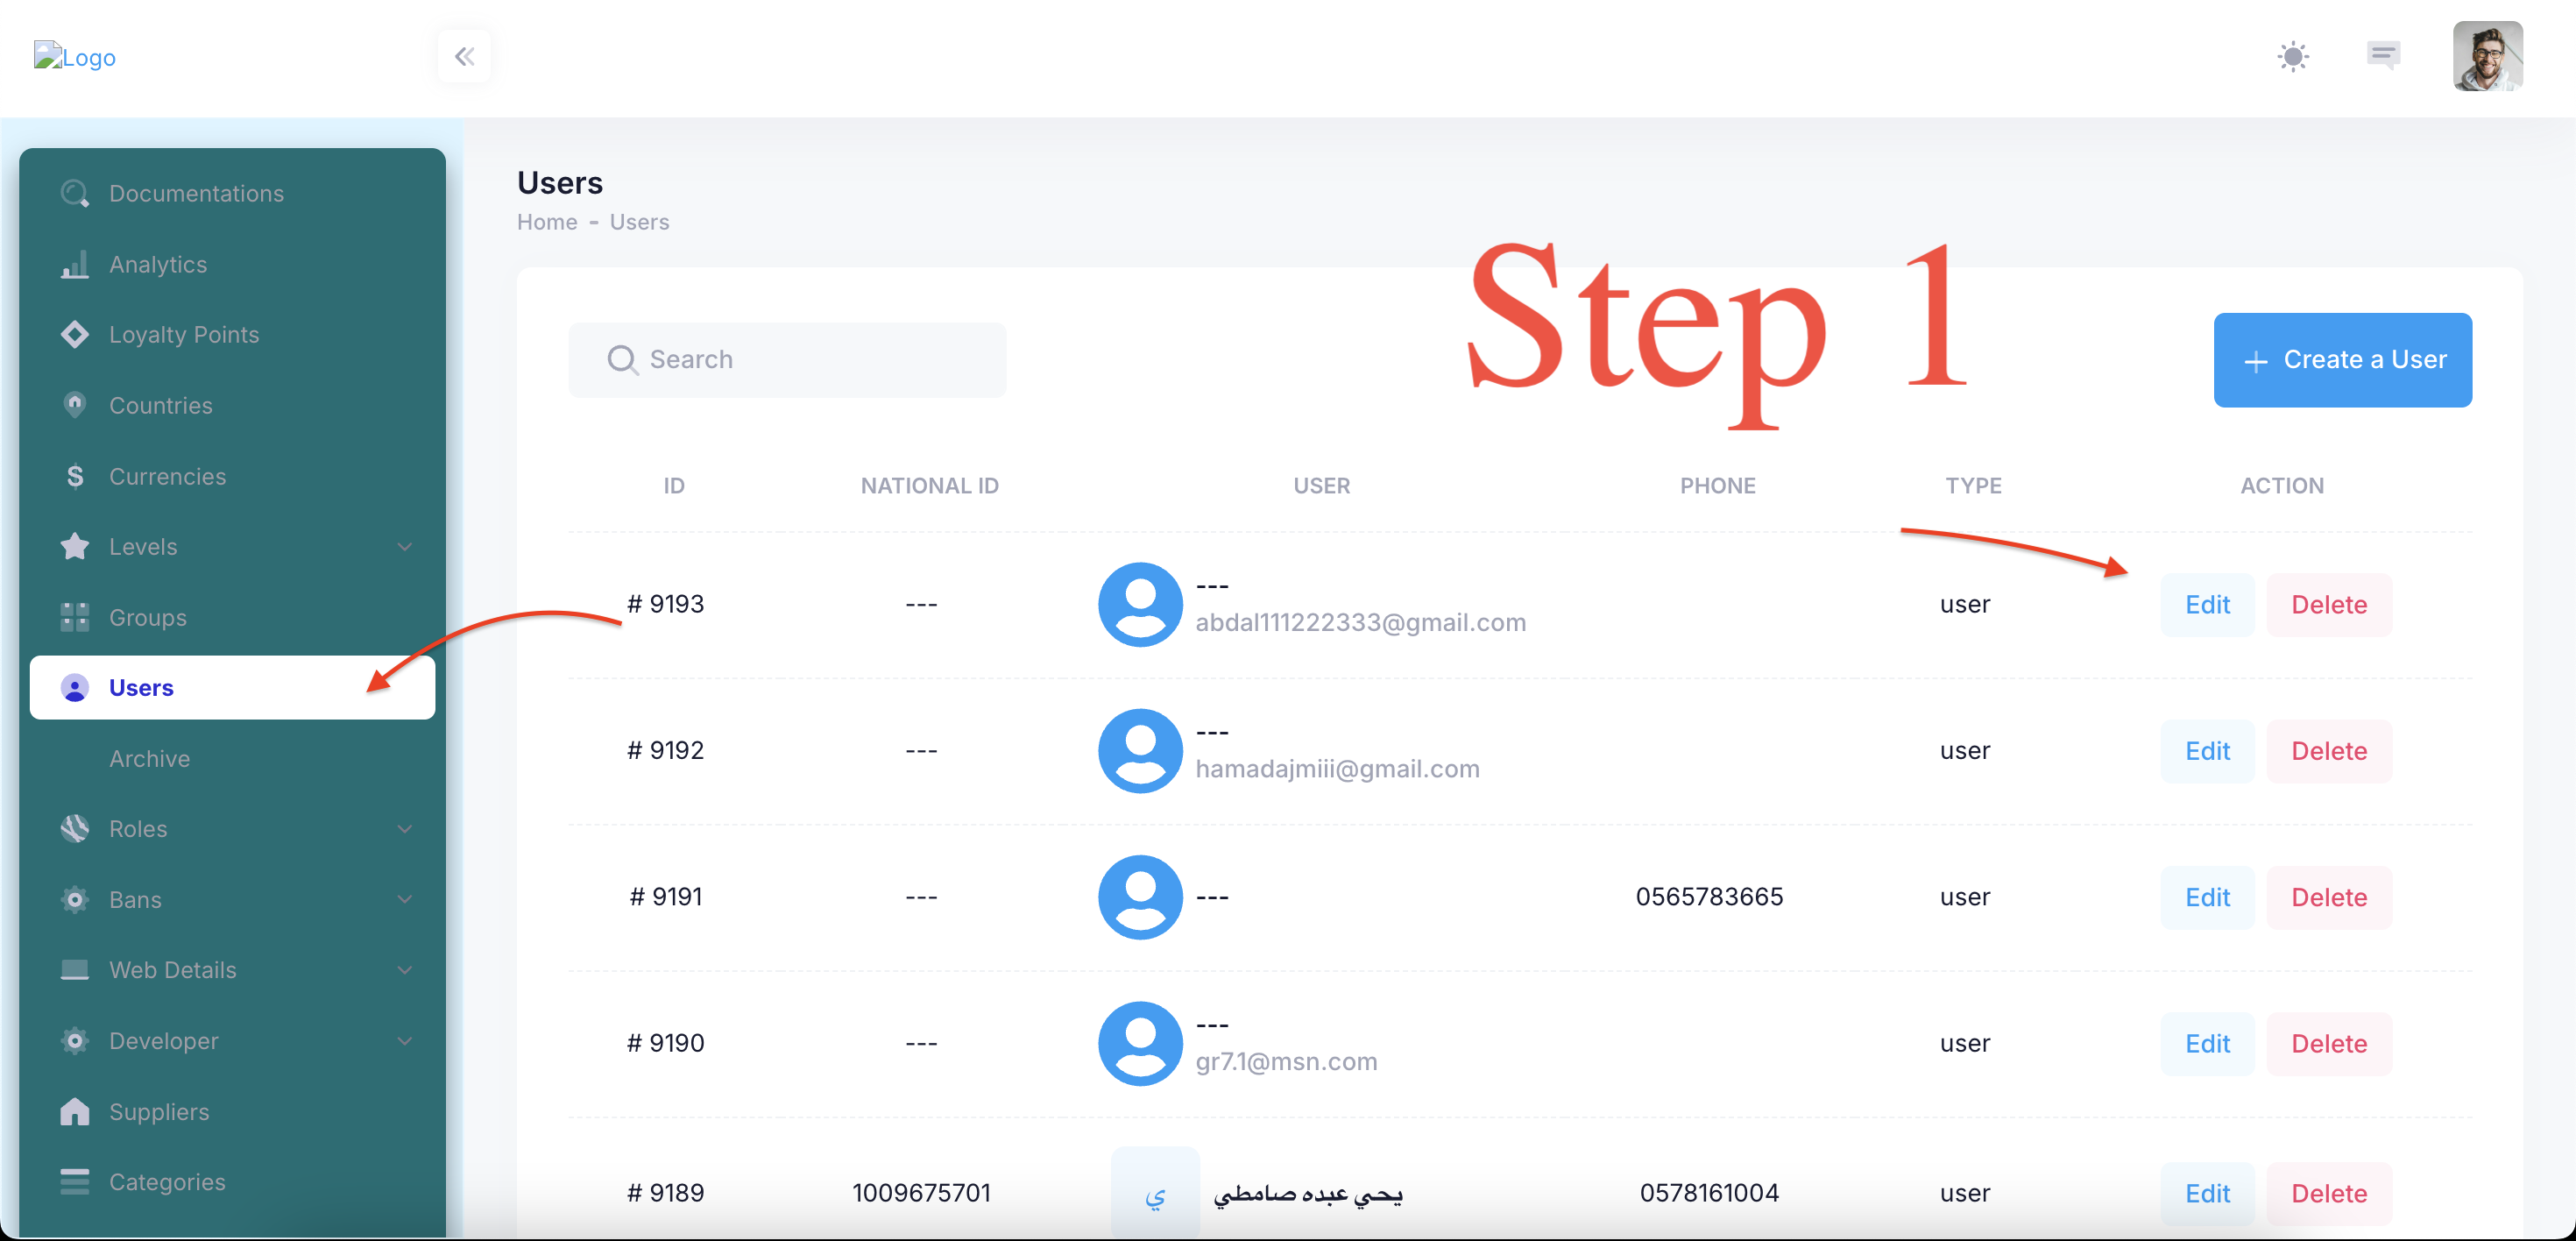 Logo
Documentations
Analytics
Loyalty Points
Countries
Currencies
Levels
Groups
Users
Archive
Roles
Bans
Web Details
Developer
Suppliers
Categories
Users
Home - Users
Step 1
Search
+ Create a User
ID NATIONAL ID USER PHONE TYPE ACTION
# 9193 --- --- user Edit Delete
abdal111222333@gmail.com
# 9192 --- --- user Edit Delete
hamadajmiii@gmail.com
# 9191 --- --- 0565783665 user Edit Delete
# 9190 --- --- user Edit Delete
gr7.1@msn.com
# 9189 1009675701 ي يحي عبده صامطي 0578161004 user Edit Delete